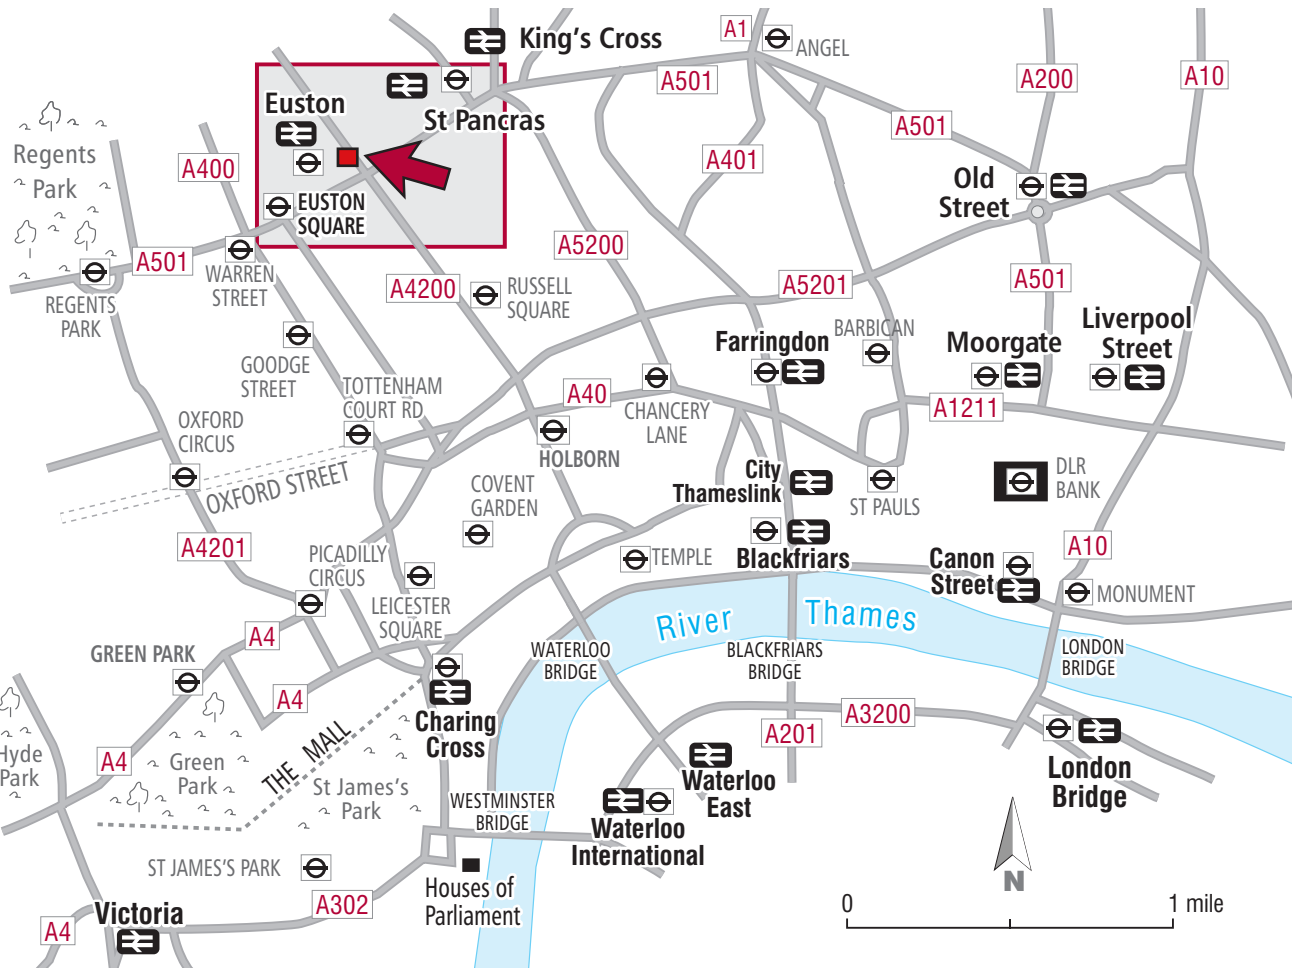 A1
King's Cross
ANGEL
A501
A200
A10
Euston
St Pancras
A501
Regents
Park
A400
A401
Old
Street
EUSTON
SQUARE
A501
WARREN
STREET
A5200
A4200
RUSSELL
SQUARE
A5201
A501
REGENTS
PARK
Farringdon
BARBICAN
Moorgate
Liverpool
Street
GOODGE
STREET
TOTTENHAM
COURT RD
A40
CHANCERY
LANE
A1211
OXFORD
CIRCUS
HOLBORN
OXFORD STREET
COVENT
GARDEN
City
Thameslink
ST PAULS
DLR
BANK
A4201
PICADILLY
CIRCUS
TEMPLE
Blackfriars
Canon
Street
A10
MONUMENT
LEICESTER
SQUARE
River Thames
A4
GREEN PARK
WATERLOO
BRIDGE
BLACKFRIARS
BRIDGE
LONDON
BRIDGE
A4
Charing
Cross
A3200
A201
Hyde
Park
A4
Green
Park
THE MALL
St James's
Park
Waterloo
East
London
Bridge
WESTMINSTER
BRIDGE
Waterloo
International
ST JAMES'S PARK
Houses of
Parliament
N
A302
Victoria
A4
0
1 mile